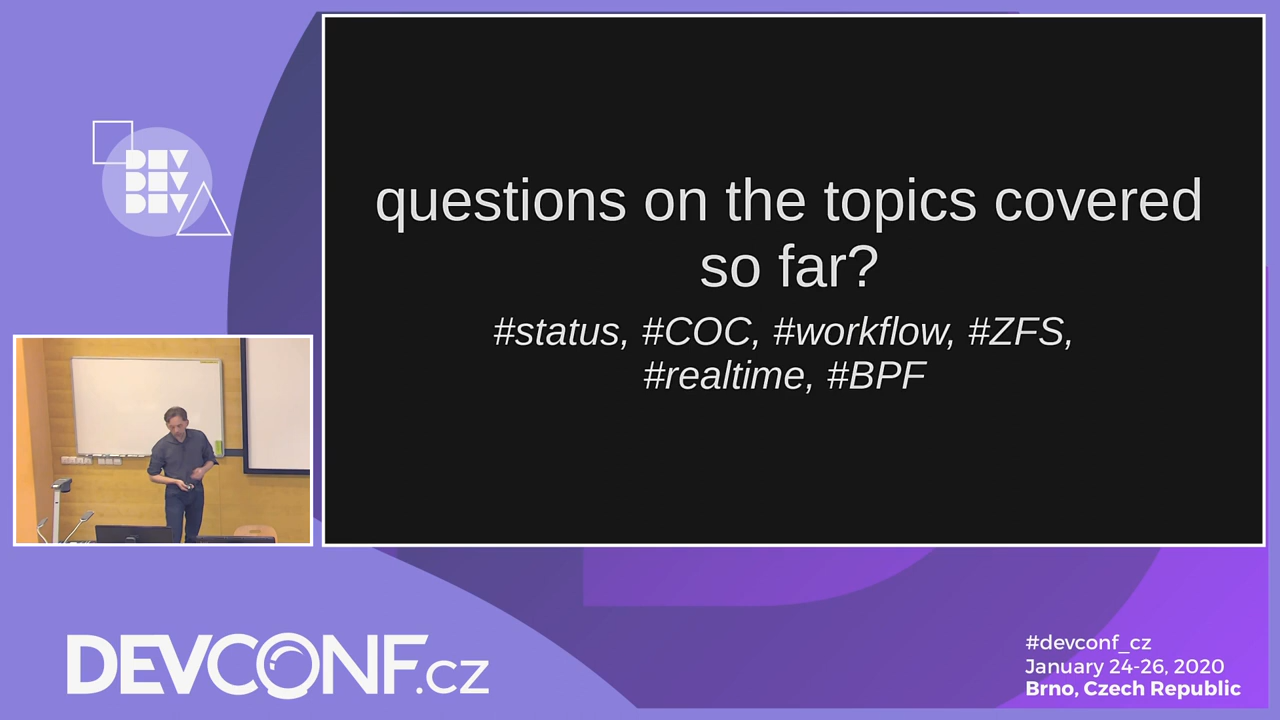 DEV
DEV
DEV
questions on the topics covered
so far?
#status, #COC, #workflow, #ZFS,
#realtime, #BPF
DEVCONF.cz
#devconf_cz
January 24-26, 2020
Brno, Czech Republic